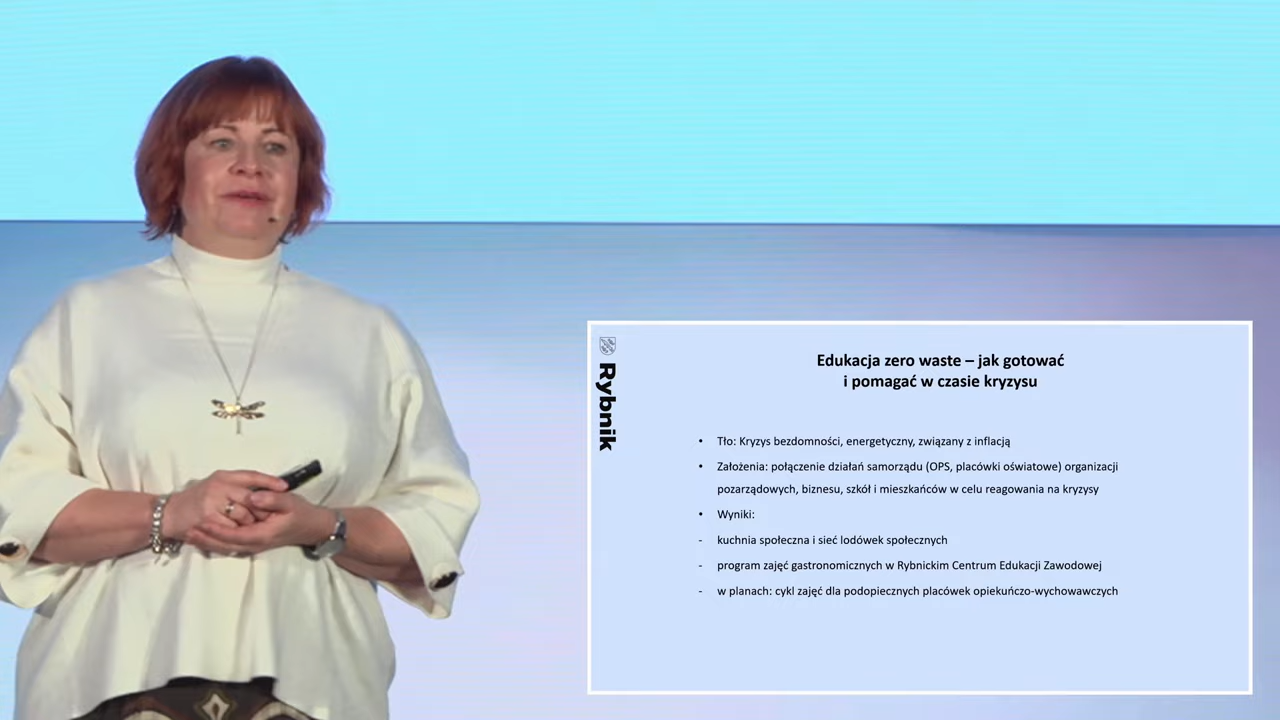 Rybnik
Edukacja zero waste – jak gotować
i pomagać w czasie kryzysu
• Tło: Kryzys bezdomności, energetyczny, związany z inflacją
• Założenia: połączenie działań samorządu (OPS, placówki oświatowe) organizacji
pozarządowych, biznesu, szkół i mieszkańców w celu reagowania na kryzysy
• Wyniki:
- kuchnia społeczna i sieć lodówek społecznych
- program zajęć gastronomicznych w Rybnickim Centrum Edukacji Zawodowej
- w planach: cykl zajęć dla podopiecznych placówek opiekuńczo-wychowawczych